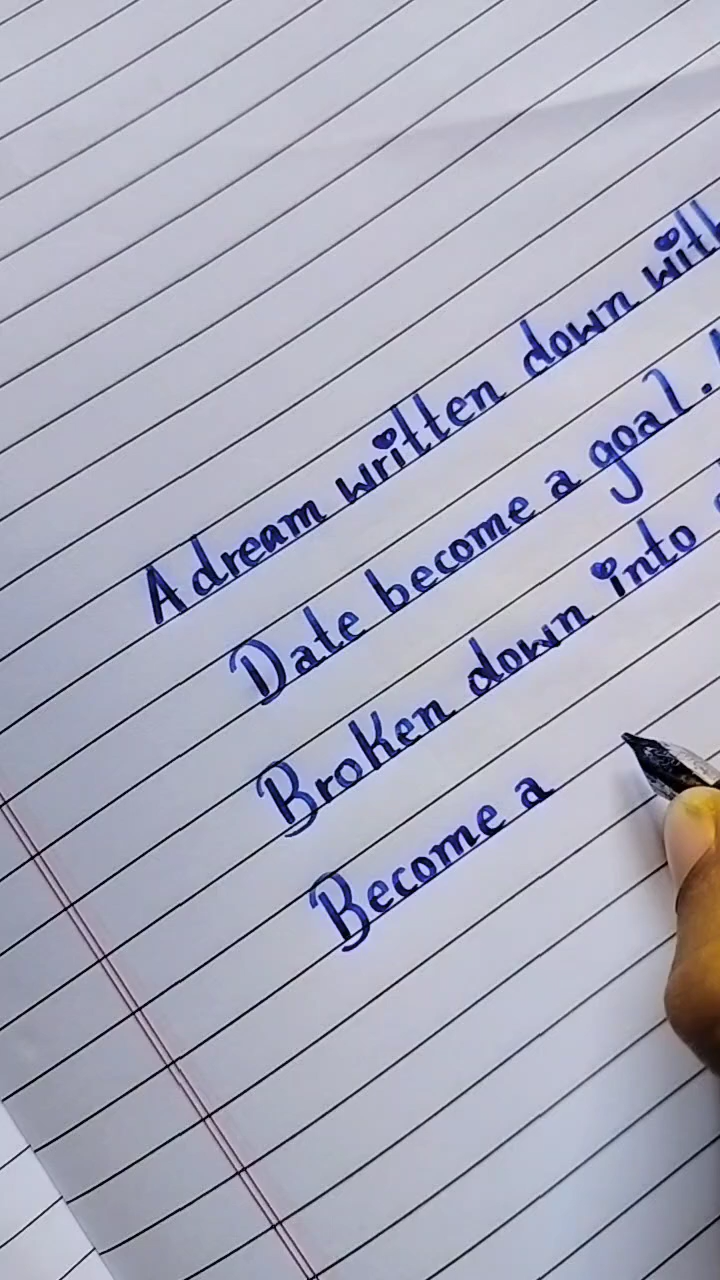 A dream written down with
Date become a goal.
Broken down into
Become a